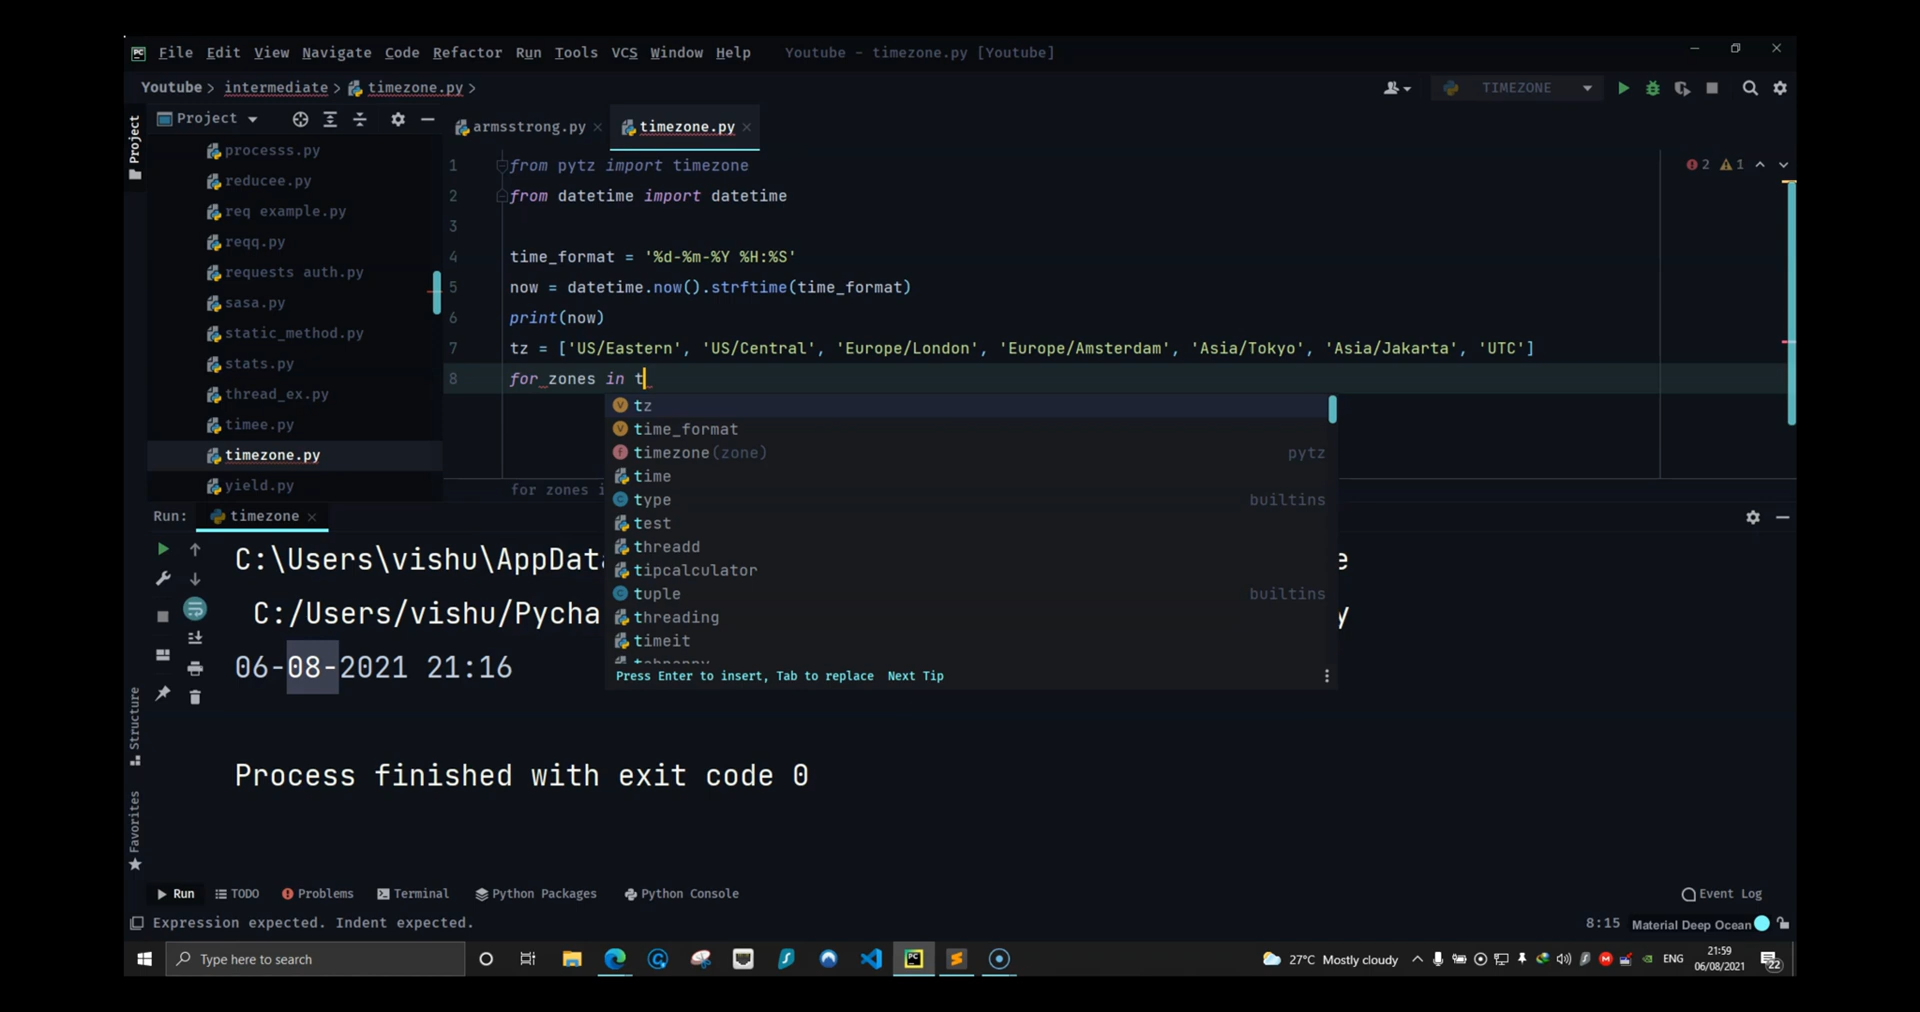 PC File Edit View Navigate Code Refactor Run Tools VCS Window Help Youtube - timezone.py [Youtube]
Youtube > intermediate > timezone.py >
TIMEZONE
Project
Project
armsstrong.py
timezone.py
processs.py
reducee.py
req example.py
reqq.py
requests auth.py
sasa.py
static_method.py
stats.py
thread_ex.py
timee.py
timezone.py
yield.py
2 1
1 from pytz import timezone
2 from datetime import datetime
3
4 time_format = '%d-%m-%Y %H:%S'
5 now = datetime.now().strftime(time_format)
6 print(now)
7 tz = ['US/Eastern', 'US/Central', 'Europe/London', 'Europe/Amsterdam', 'Asia/Tokyo', 'Asia/Jakarta', 'UTC']
8 for zones in t
tz
time_format
timezone(zone) pytz
time
type builtins
test
threadd
tipcalculator
tuple builtins
threading
timeit
Press Enter to insert, Tab to replace Next Tip
for zones i
Run: timezone
C:\Users\vishu\AppDat e
C:/Users/vishu/Pycha y
06-08-2021 21:16
Process finished with exit code 0
Structure
Favorites
Run TODO Problems Terminal Python Packages Python Console Event Log
Expression expected. Indent expected. 8:15 Material Deep Ocean
Type here to search
PC
27°C Mostly cloudy
ENG
21:59
06/08/2021
22